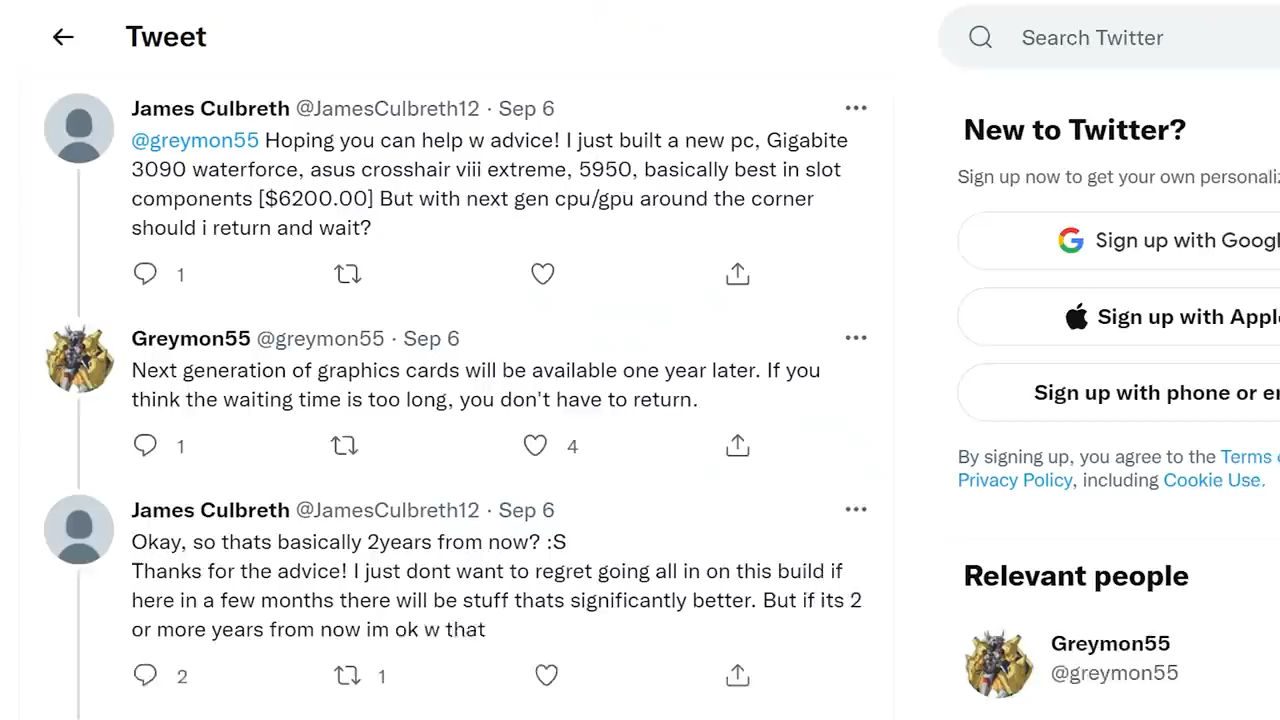 Tweet
Search Twitter
James Culbreth @JamesCulbreth12 · Sep 6
@greymon55 Hoping you can help w advice! I just built a new pc, Gigabite
3090 waterforce, asus crosshair viii extreme, 5950, basically best in slot
components [$6200.00] But with next gen cpu/gpu around the corner
should i return and wait?
1
Greymon55 @greymon55 · Sep 6
Next generation of graphics cards will be available one year later. If you
think the waiting time is too long, you don't have to return.
1 4
James Culbreth @JamesCulbreth12 · Sep 6
Okay, so thats basically 2years from now? :S
Thanks for the advice! I just dont want to regret going all in on this build if
here in a few months there will be stuff thats significantly better. But if its 2
or more years from now im ok w that
2 1
New to Twitter?
Sign up now to get your own personaliz
Sign up with Googl
Sign up with Appl
Sign up with phone or e
By signing up, you agree to the Terms
Privacy Policy, including Cookie Use.
Relevant people
Greymon55
@greymon55